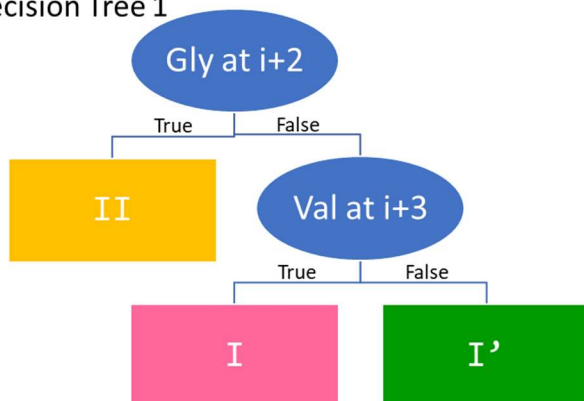 ecision Tree 1
Gly at i+2
True
False
II
Val at i+3
True
False
I
I’